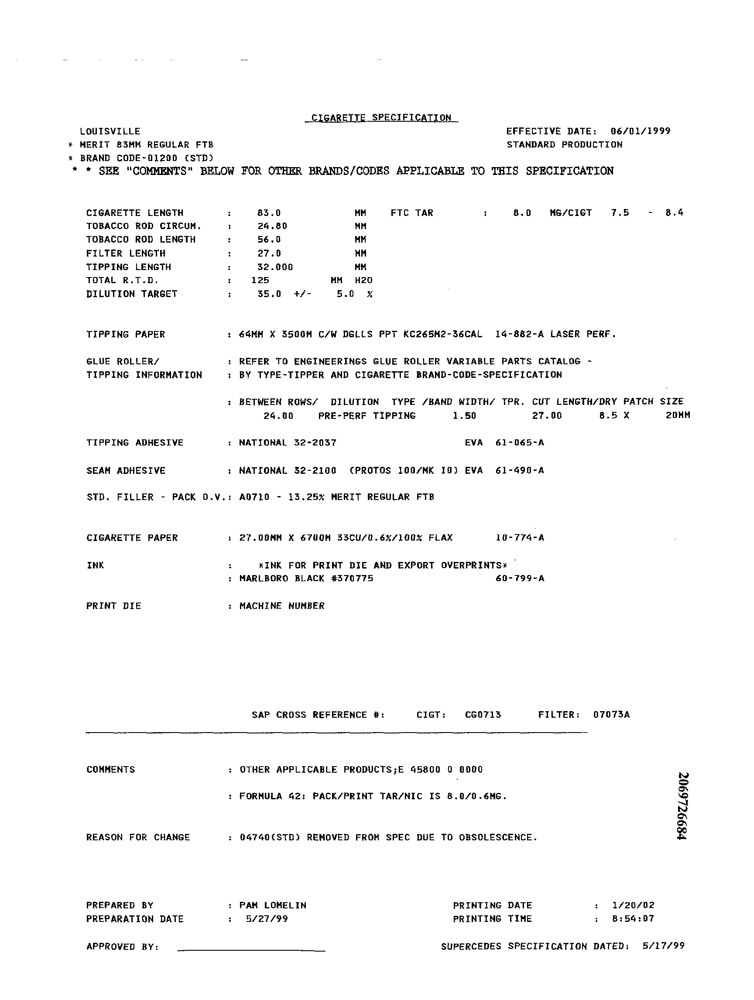 CIGARETTE SPECIFICATION
LOUISVILLE EFFECTIVE DATE: 06/01/1999
* MERIT 83MM REGULAR FTB STANDARD PRODUCTION
* BRAND CODE-01200 (STD)
* * SEE "COMMENTS" BELOW FOR OTHER BRANDS/CODES APPLICABLE TO THIS SPECIFICATION
CIGARETTE LENGTH : 83.0 MM FTC TAR : 8.0 MG/CIGT 7.5 - 8.4
TOBACCO ROD CIRCUM. : 24.80 MM
TOBACCO ROD LENGTH : 56.0 MM
FILTER LENGTH : 27.0 MM
TIPPING LENGTH : 32.000 MM
TOTAL R.T.D. : 125 MM H2O
DILUTION TARGET : 35.0 +/- 5.0 %
TIPPING PAPER : 64MM X 3500M C/W DGLLS PPT KC265M2-36CAL 14-882-A LASER PERF.
GLUE ROLLER/ : REFER TO ENGINEERINGS GLUE ROLLER VARIABLE PARTS CATALOG -
TIPPING INFORMATION : BY TYPE-TIPPER AND CIGARETTE BRAND-CODE-SPECIFICATION
: BETWEEN ROWS/ DILUTION TYPE /BAND WIDTH/ TPR. CUT LENGTH/DRY PATCH SIZE
24.00 PRE-PERF TIPPING 1.50 27.00 8.5 X 20MM
TIPPING ADHESIVE : NATIONAL 32-2037 EVA 61-065-A
SEAM ADHESIVE : NATIONAL 32-2100 (PROTOS 100/MK 10) EVA 61-490-A
STD. FILLER - PACK O.V.: A0710 - 13.25% MERIT REGULAR FTB
CIGARETTE PAPER : 27.00MM X 6700M 33CU/0.6%/100% FLAX 10-774-A
INK : *INK FOR PRINT DIE AND EXPORT OVERPRINTS*
: MARLBORO BLACK #370775 60-799-A
PRINT DIE : MACHINE NUMBER
SAP CROSS REFERENCE #: CIGT: CG0713 FILTER: 07073A
COMMENTS : OTHER APPLICABLE PRODUCTS;E 45800 0 0000
: FORMULA 42: PACK/PRINT TAR/NIC IS 8.0/0.6MG.
REASON FOR CHANGE : 04740(STD) REMOVED FROM SPEC DUE TO OBSOLESCENCE.
2069726684
PREPARED BY : PAM LOMELIN PRINTING DATE : 1/20/02
PREPARATION DATE : 5/27/99 PRINTING TIME : 8:54:07
APPROVED BY: SUPERCEDES SPECIFICATION DATED: 5/17/99